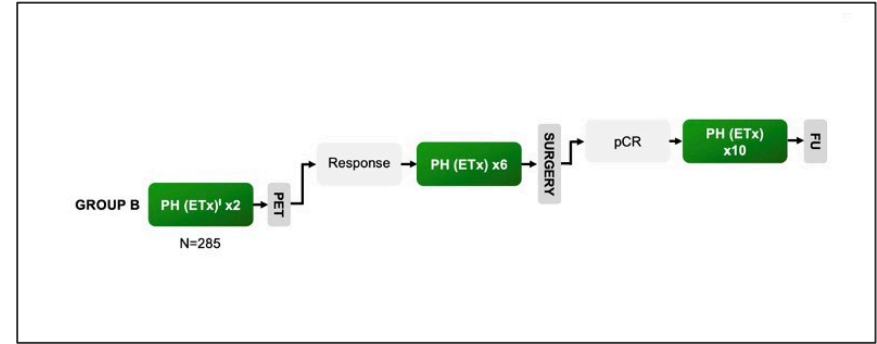 GROUP B
PH (ETx)ᴵ x2
N=285
PET
Response
PH (ETx) x6
SURGERY
pCR
PH (ETx)
x10
FU